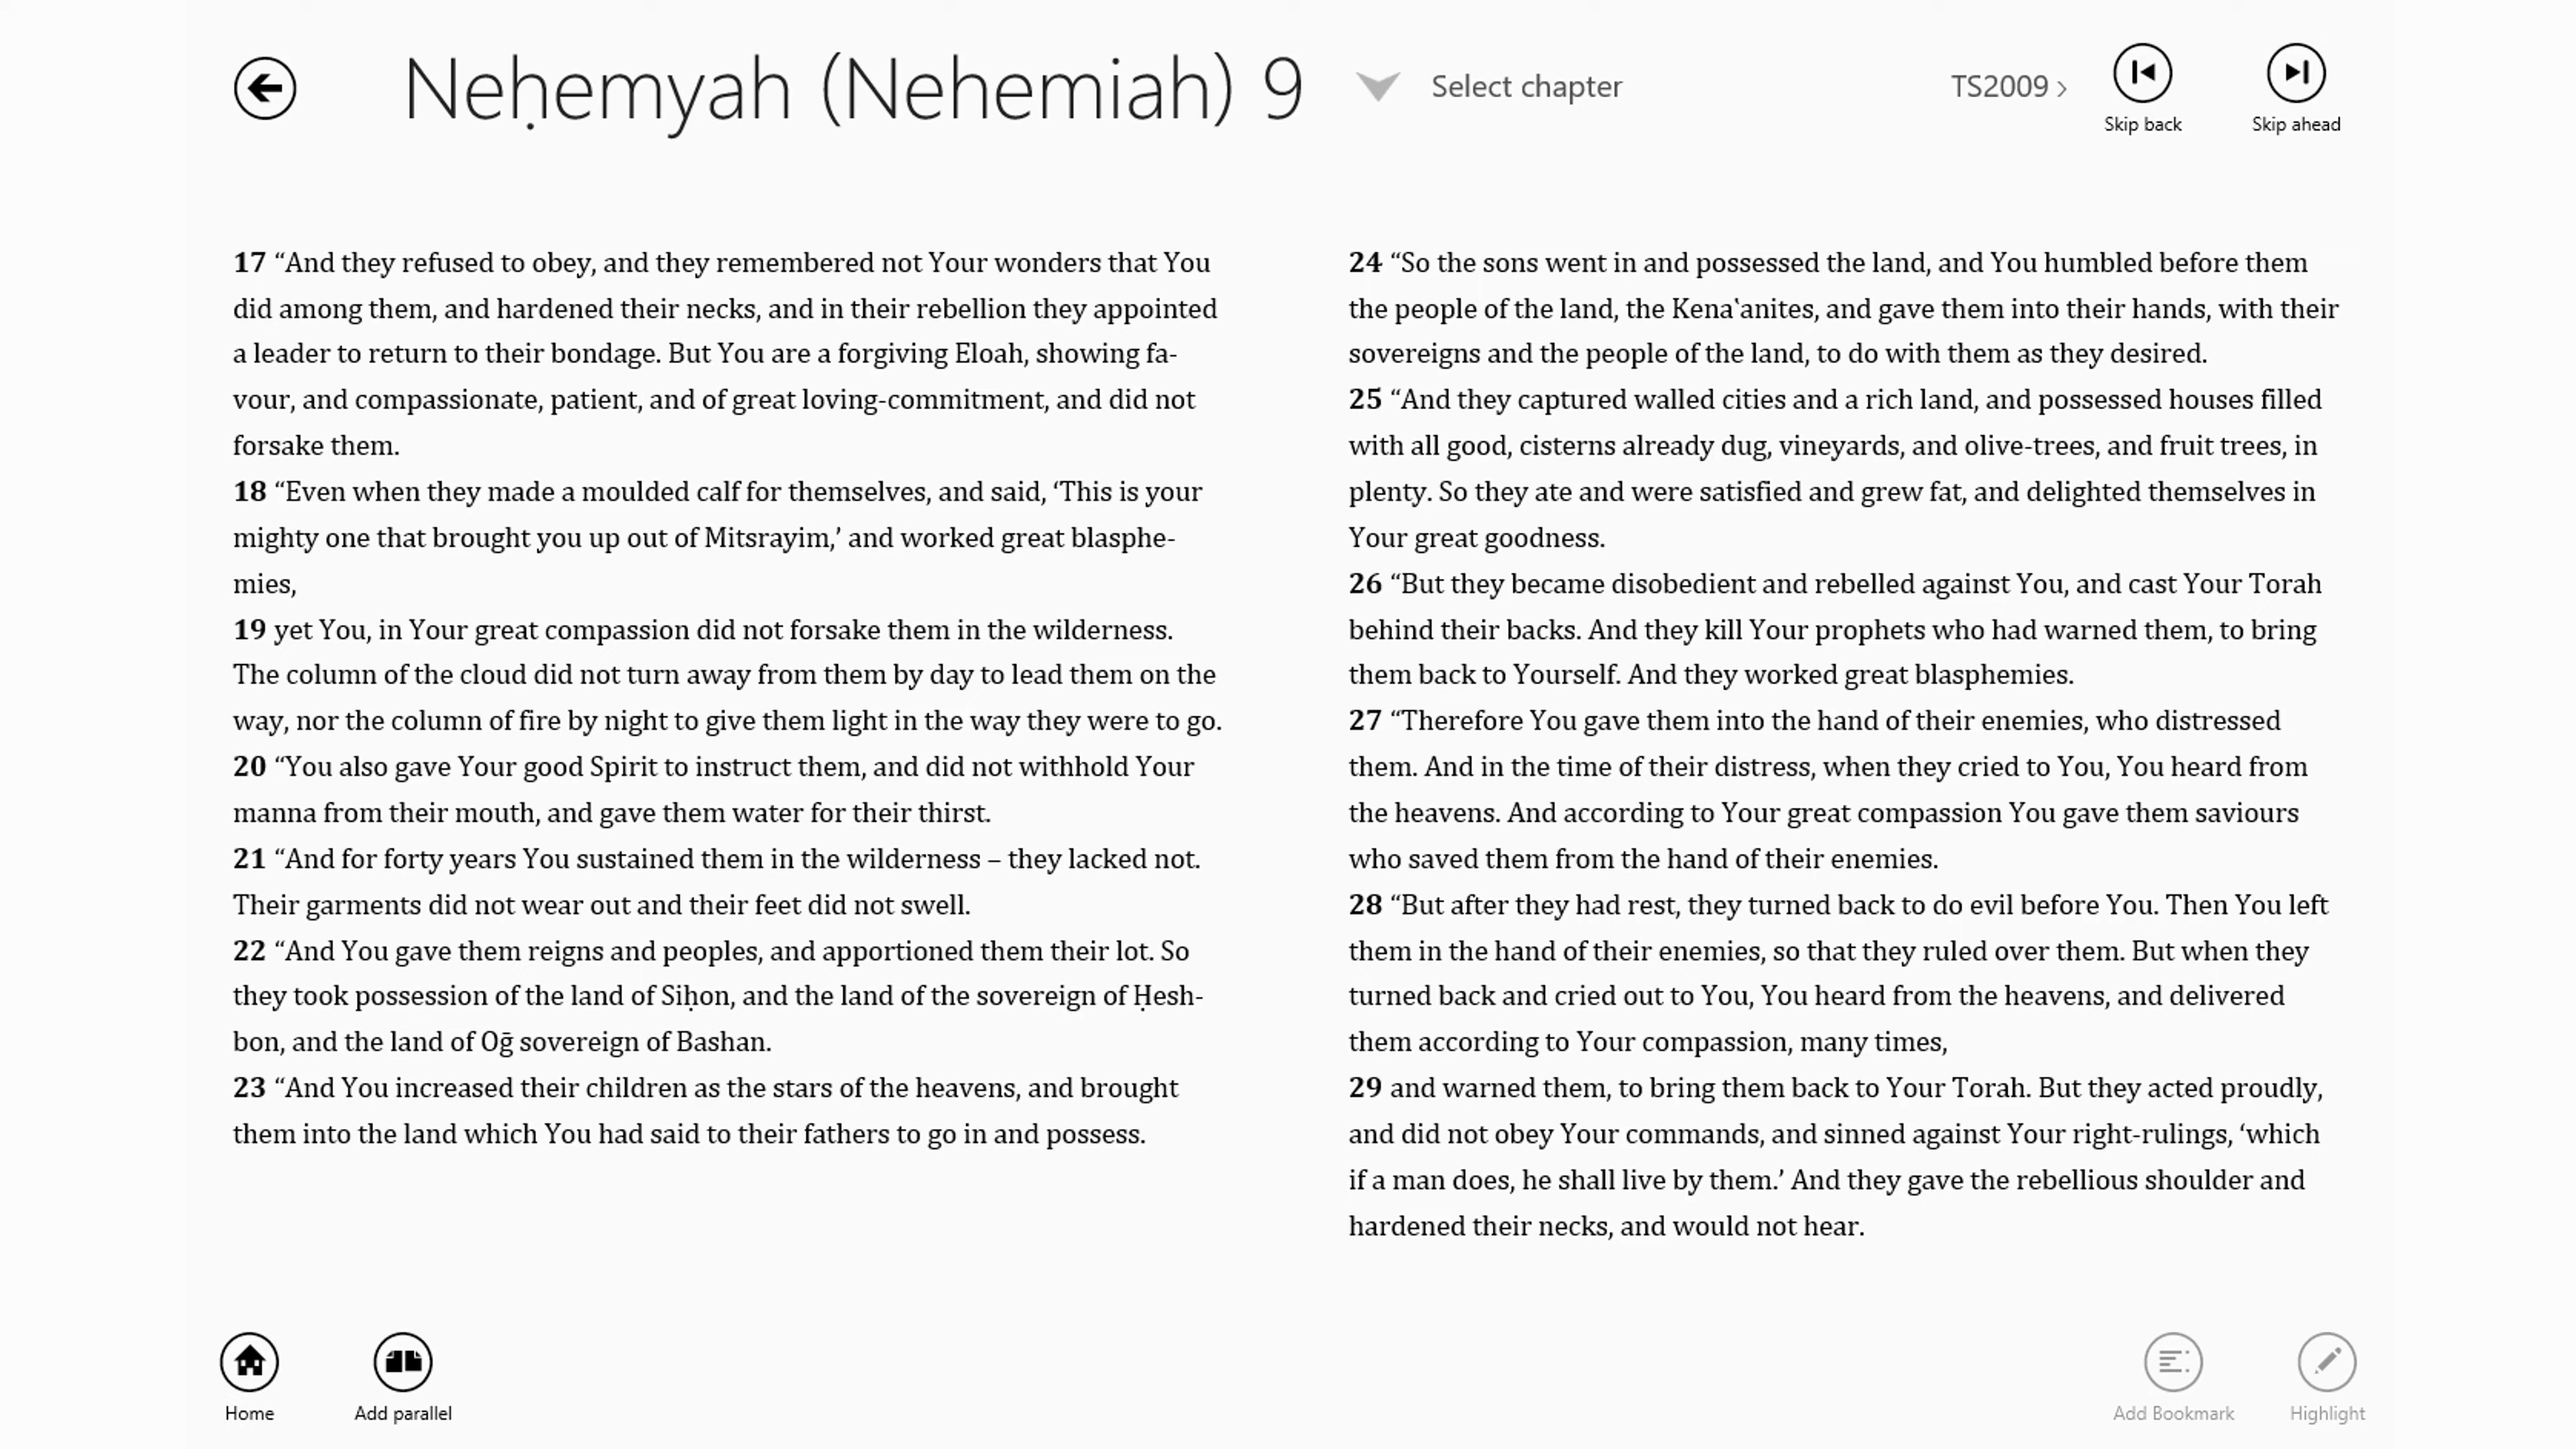 Neḥemyah (Nehemiah) 9
Select chapter
TS2009 ›
Skip back
Skip ahead
17 “And they refused to obey, and they remembered not Your wonders that You
did among them, and hardened their necks, and in their rebellion they appointed
a leader to return to their bondage. But You are a forgiving Eloah, showing fa-
vour, and compassionate, patient, and of great loving-commitment, and did not
forsake them.
18 “Even when they made a moulded calf for themselves, and said, ‘This is your
mighty one that brought you up out of Mitsrayim,’ and worked great blasphe-
mies,
19 yet You, in Your great compassion did not forsake them in the wilderness.
The column of the cloud did not turn away from them by day to lead them on the
way, nor the column of fire by night to give them light in the way they were to go.
20 “You also gave Your good Spirit to instruct them, and did not withhold Your
manna from their mouth, and gave them water for their thirst.
21 “And for forty years You sustained them in the wilderness – they lacked not.
Their garments did not wear out and their feet did not swell.
22 “And You gave them reigns and peoples, and apportioned them their lot. So
they took possession of the land of Siḥon, and the land of the sovereign of Ḥesh-
bon, and the land of Oḡ sovereign of Bashan.
23 “And You increased their children as the stars of the heavens, and brought
them into the land which You had said to their fathers to go in and possess.
24 “So the sons went in and possessed the land, and You humbled before them
the people of the land, the Kena‛anites, and gave them into their hands, with their
sovereigns and the people of the land, to do with them as they desired.
25 “And they captured walled cities and a rich land, and possessed houses filled
with all good, cisterns already dug, vineyards, and olive-trees, and fruit trees, in
plenty. So they ate and were satisfied and grew fat, and delighted themselves in
Your great goodness.
26 “But they became disobedient and rebelled against You, and cast Your Torah
behind their backs. And they kill Your prophets who had warned them, to bring
them back to Yourself. And they worked great blasphemies.
27 “Therefore You gave them into the hand of their enemies, who distressed
them. And in the time of their distress, when they cried to You, You heard from
the heavens. And according to Your great compassion You gave them saviours
who saved them from the hand of their enemies.
28 “But after they had rest, they turned back to do evil before You. Then You left
them in the hand of their enemies, so that they ruled over them. But when they
turned back and cried out to You, You heard from the heavens, and delivered
them according to Your compassion, many times,
29 and warned them, to bring them back to Your Torah. But they acted proudly,
and did not obey Your commands, and sinned against Your right-rulings, ‘which
if a man does, he shall live by them.’ And they gave the rebellious shoulder and
hardened their necks, and would not hear.
Home
Add parallel
Add Bookmark
Highlight